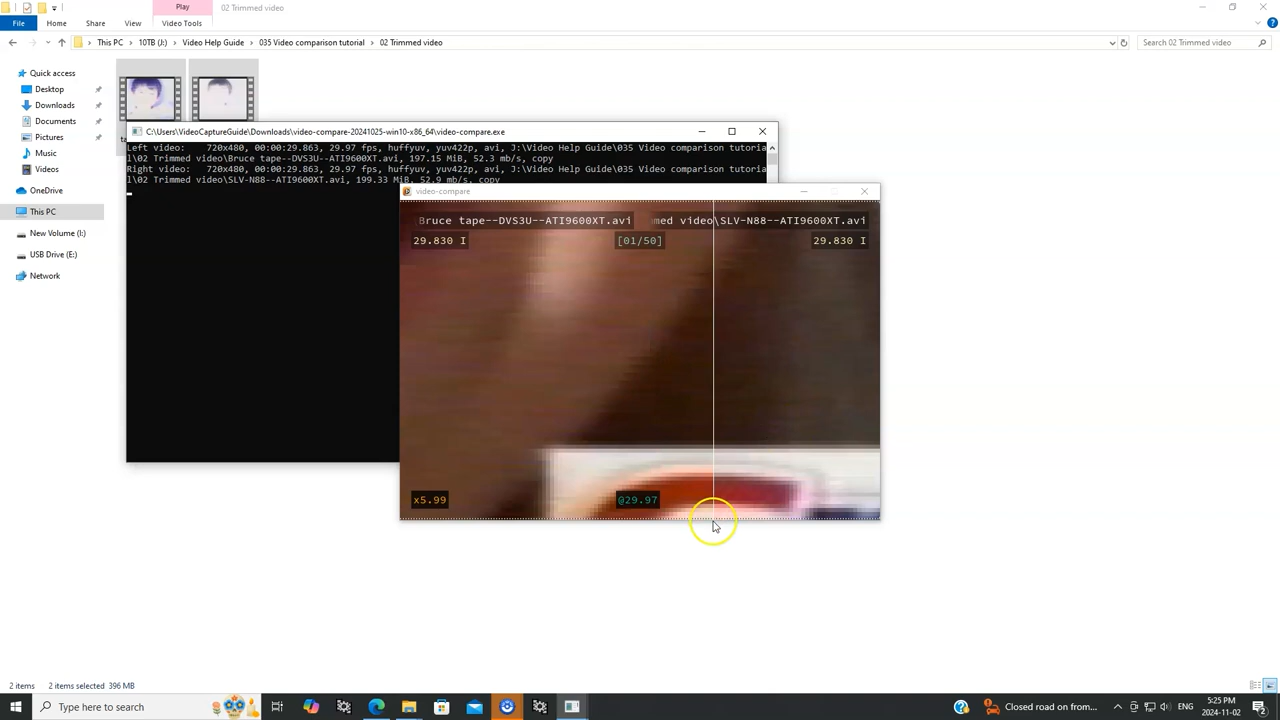 Play
02 Trimmed video
File
Home
Share
View
Video Tools
This PC
10TB (J:)
Video Help Guide
035 Video comparison tutorial
02 Trimmed video
Search 02 Trimmed video
Quick access
Desktop
Downloads
Documents
Pictures
Music
Videos
OneDrive
This PC
New Volume (I:)
USB Drive (E:)
Network
C:\Users\VideoCaptureGuide\Downloads\video-compare-20241025-win10-x86_64\video-compare.exe
Left video: 720x480, 00:00:29.863, 29.97 fps, huffyuv, yuv422p, avi, J:\Video Help Guide\035 Video comparison tutoria
l\02 Trimmed video\Bruce tape--DVS3U--ATI9600XT.avi, 197.15 MiB, 52.3 mb/s, copy
Right video: 720x480, 00:00:29.863, 29.97 fps, huffyuv, yuv422p, avi, J:\Video Help Guide\035 Video comparison tutoria
l\02 Trimmed video\SLV-N88--ATI9600XT.avi, 199.33 MiB, 52.9 mb/s, copy
video-compare
Bruce tape--DVS3U--ATI9600XT.avi
med video\SLV-N88--ATI9600XT.avi
29.830 I
[01/50]
29.830 I
x5.99
@29.97
2 items
2 items selected 396 MB
Type here to search
Closed road on from...
ENG
5:25 PM
2024-11-02
2